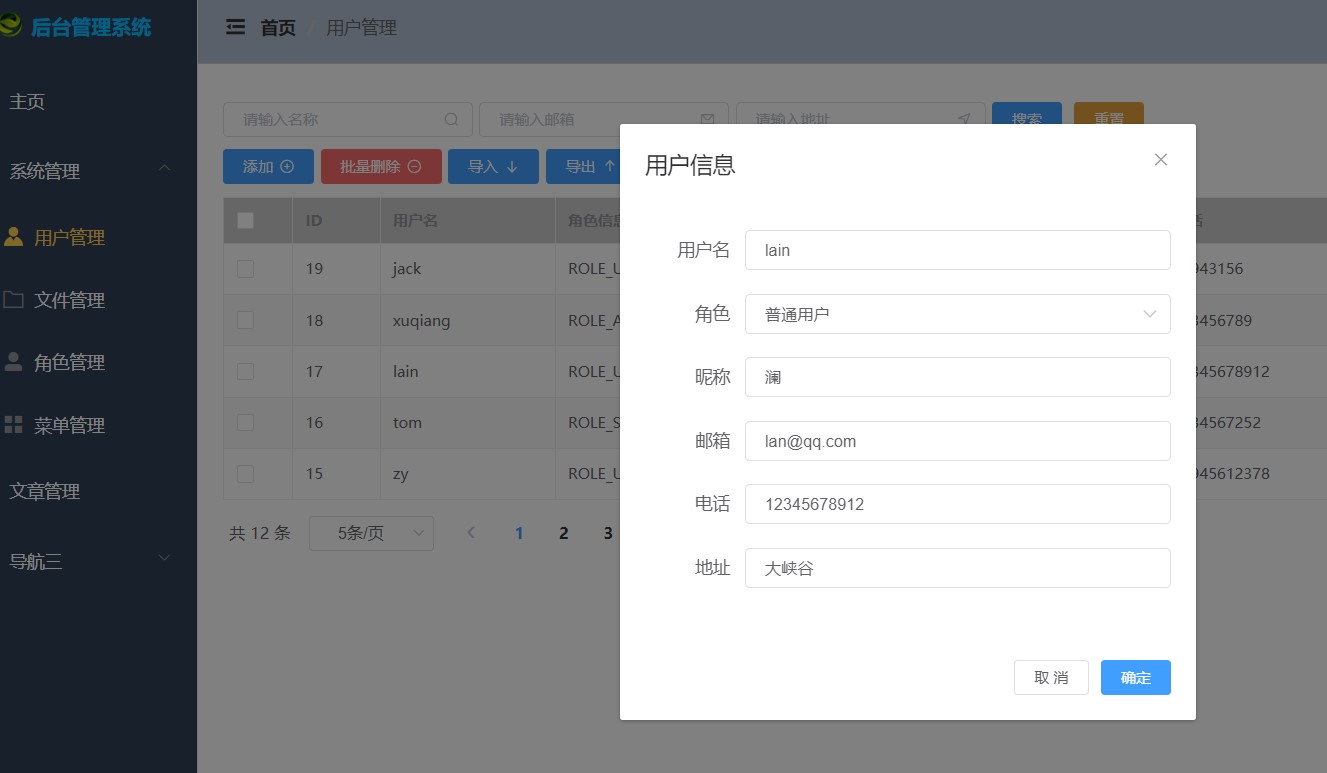 后台管理系统
首页 / 用户管理
主页
系统管理
用户管理
文件管理
角色管理
菜单管理
文章管理
导航三
请输入名称
请输入邮箱
请输入地址
搜索
重置
添加
批量删除
导入
导出
ID 用户名 角色信息
19 jack ROLE_U 943156
18 xuqiang ROLE_A 3456789
17 lain ROLE_U 345678912
16 tom ROLE_S 34567252
15 zy ROLE_U 945612378
共 12 条 5条/页 1 2 3
用户信息
用户名 lain
角色 普通用户
昵称 澜
邮箱 lan@qq.com
电话 12345678912
地址 大峡谷
取 消
确定